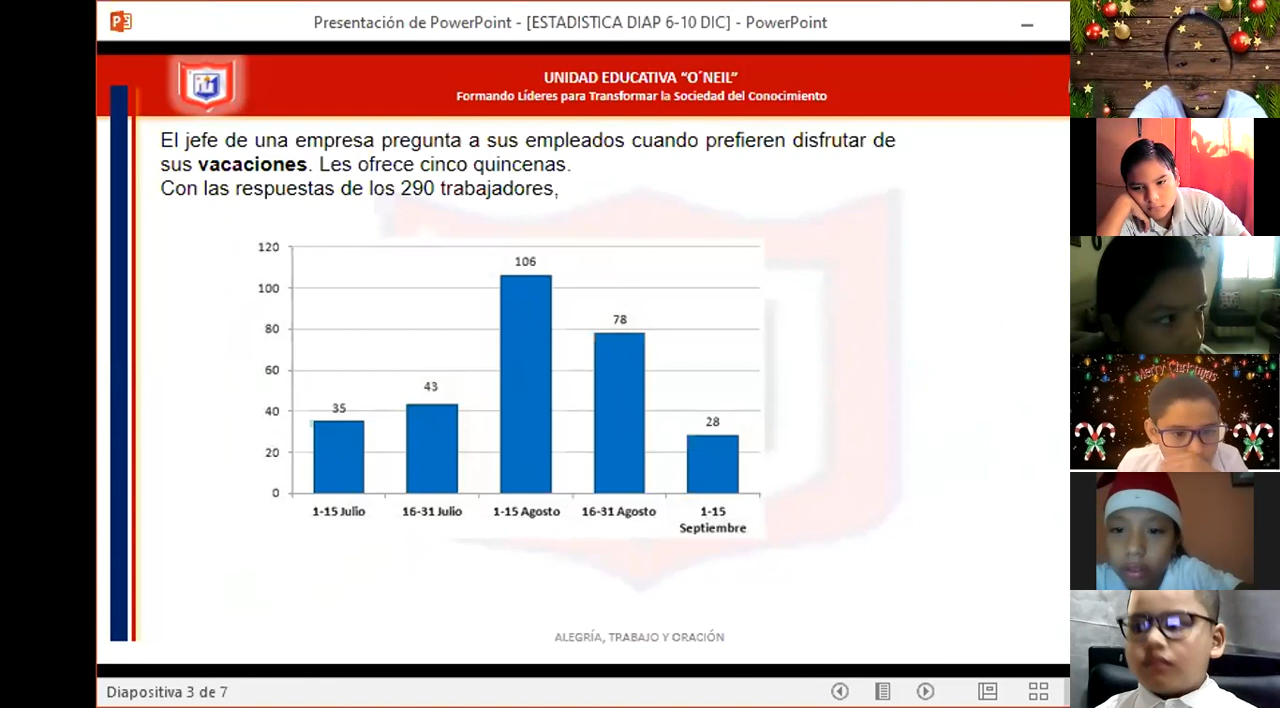 Presentación de PowerPoint - [ESTADISTICA DIAP 6-10 DIC] - PowerPoint
UNIDAD EDUCATIVA "O´NEIL"
Formando Líderes para Transformar la Sociedad del Conocimiento
El jefe de una empresa pregunta a sus empleados cuando prefieren disfrutar de
sus vacaciones. Les ofrece cinco quincenas.
Con las respuestas de los 290 trabajadores,
120
100
80
60
40
20
0
35
43
106
78
28
1-15 Julio
16-31 Julio
1-15 Agosto
16-31 Agosto
1-15
Septiembre
ALEGRÍA, TRABAJO Y ORACIÓN
Diapositiva 3 de 7
Merry Christmas